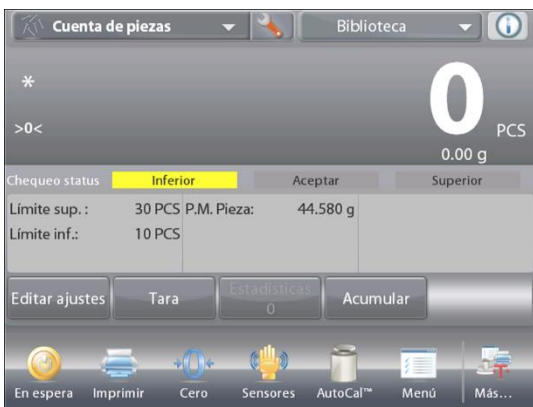 Cuenta de piezas
Biblioteca
*
>0<
0 PCS
0.00 g
Chequeo status Inferior Aceptar Superior
Límite sup. : 30 PCS P.M. Pieza: 44.580 g
Límite inf.: 10 PCS
Editar ajustes Tara Estadísticas Acumular
0
En espera Imprimir Cero Sensores AutoCal™ Menú Más...